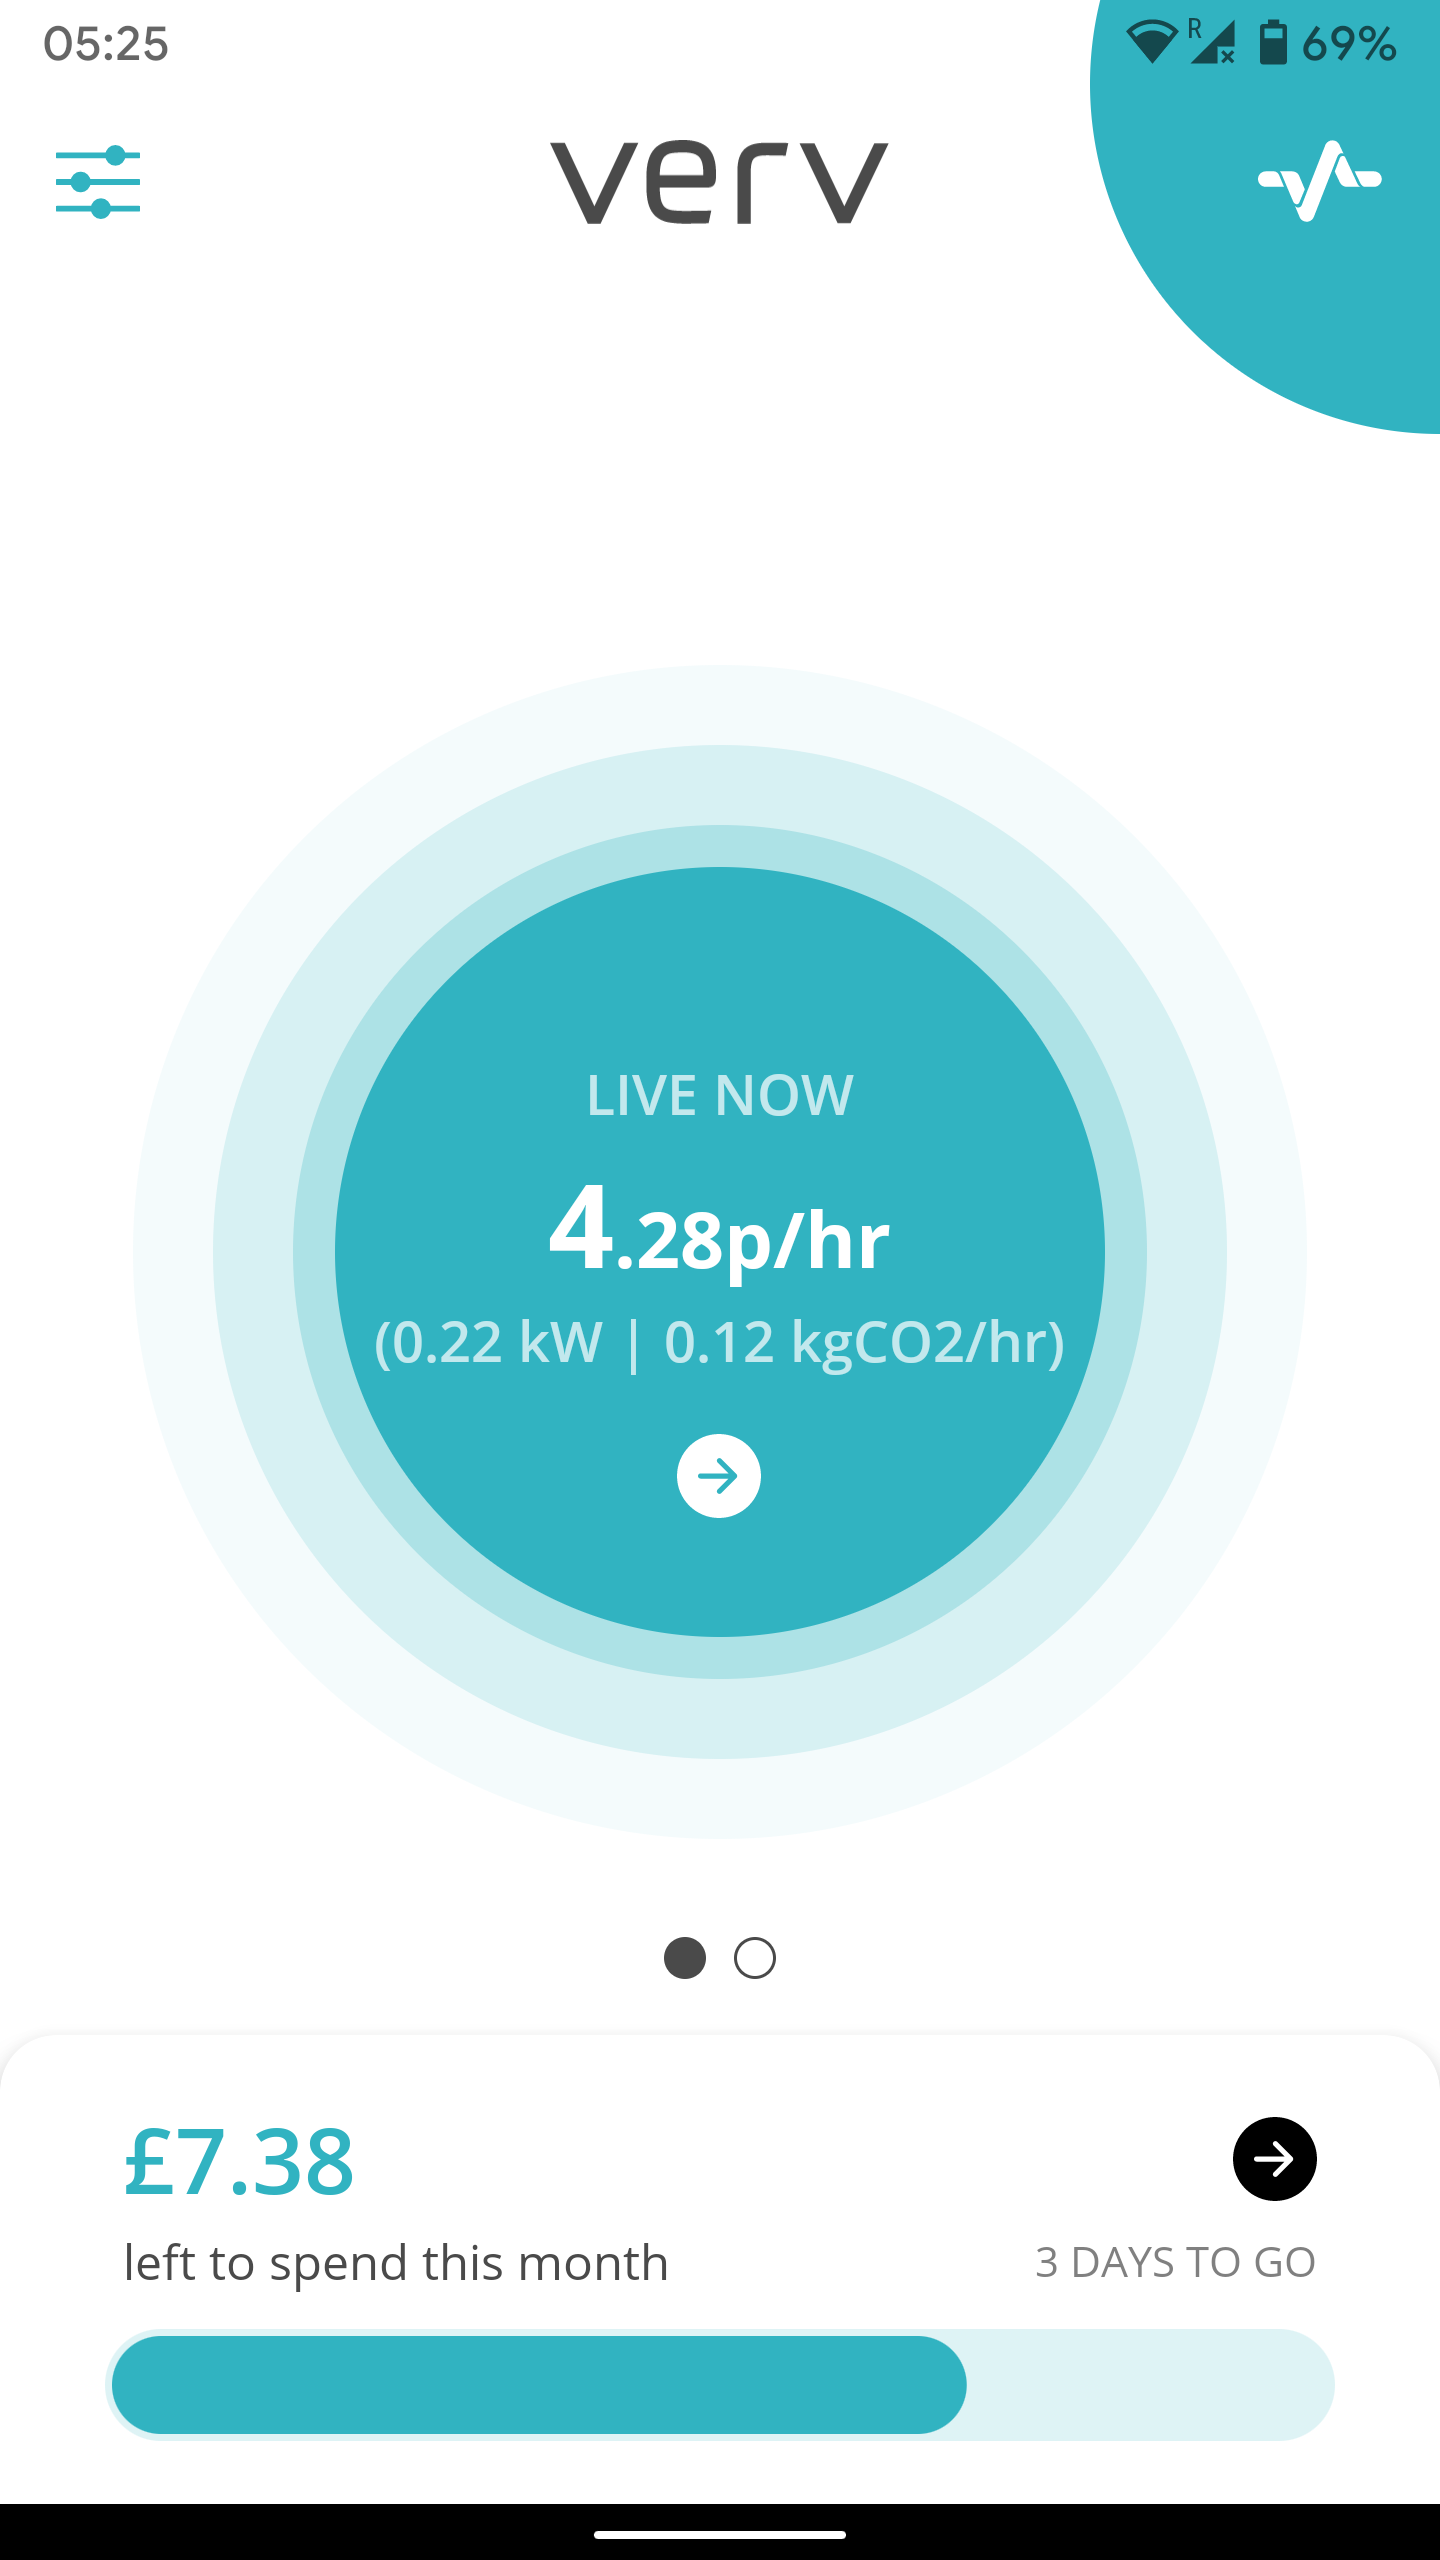 05:25
R
69%
verv
LIVE NOW
4.28p/hr
(0.22 kW | 0.12 kgCO2/hr)
£7.38
left to spend this month
3 DAYS TO GO